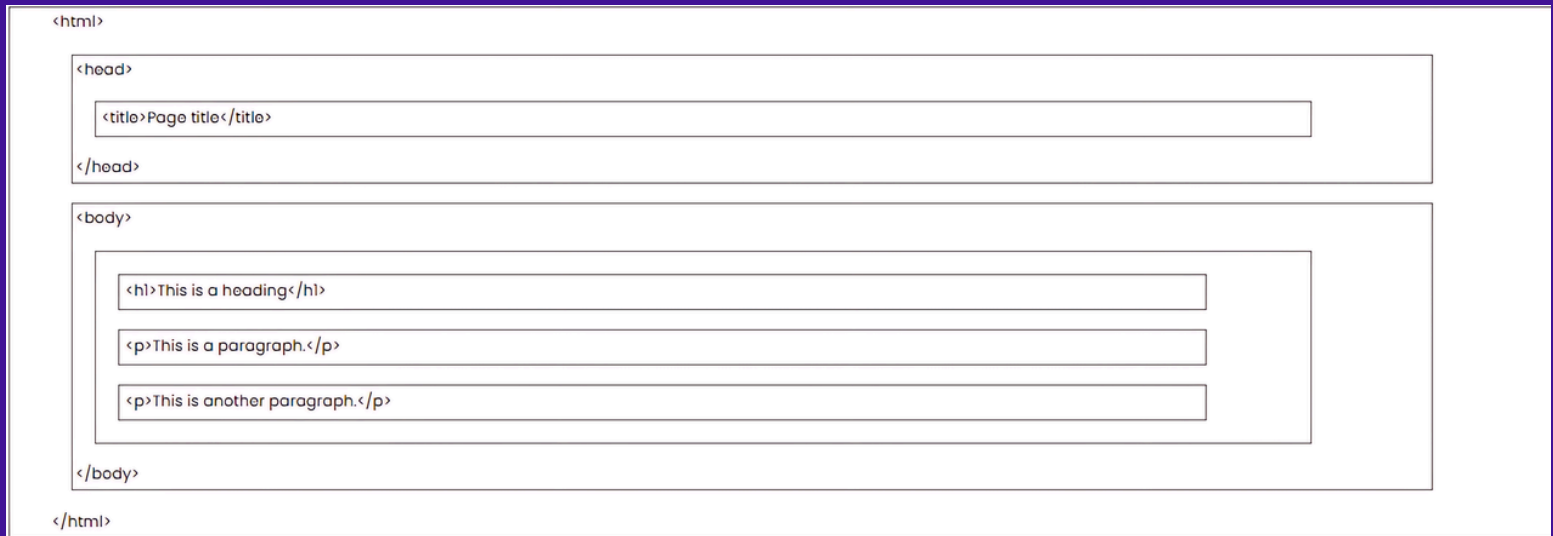 <html>
<head>
<title>Page title</title>
</head>
<body>
<h1>This is a heading</h1>
<p>This is a paragraph.</p>
<p>This is another paragraph.</p>
</body>
</html>